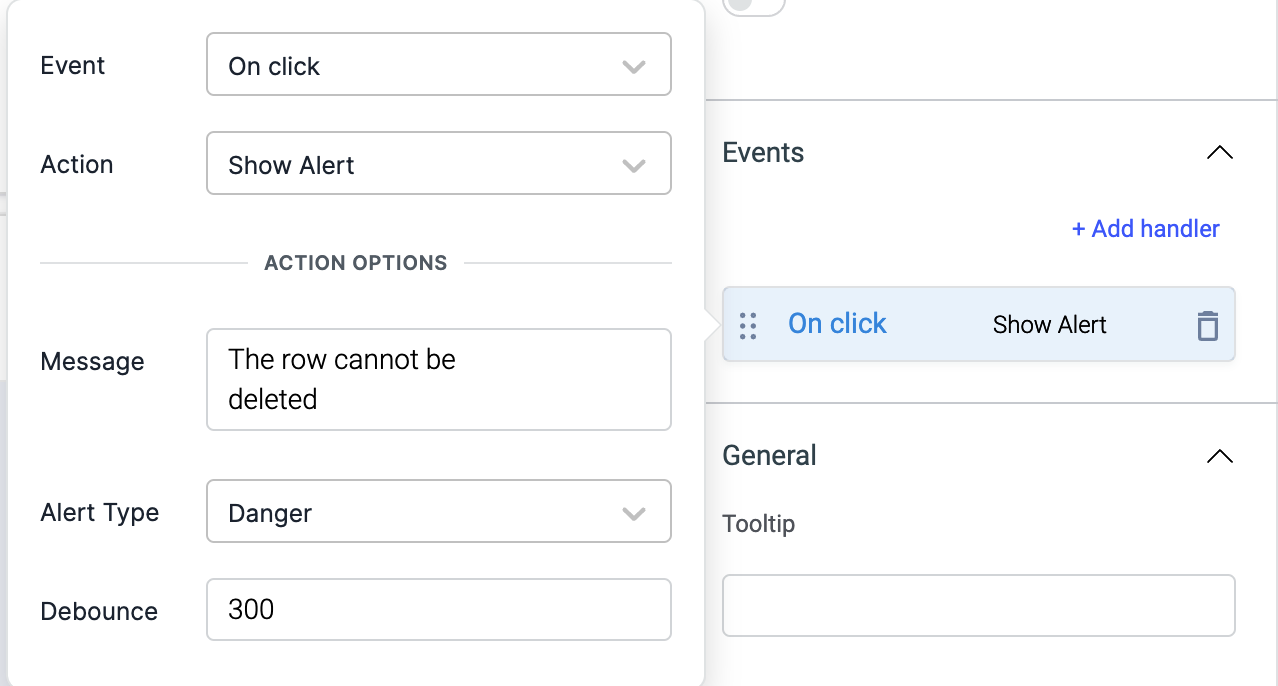 Event
On click
Action
Show Alert
ACTION OPTIONS
Message
The row cannot be
deleted
Alert Type
Danger
Debounce
300
Events
+ Add handler
On click
Show Alert
General
Tooltip